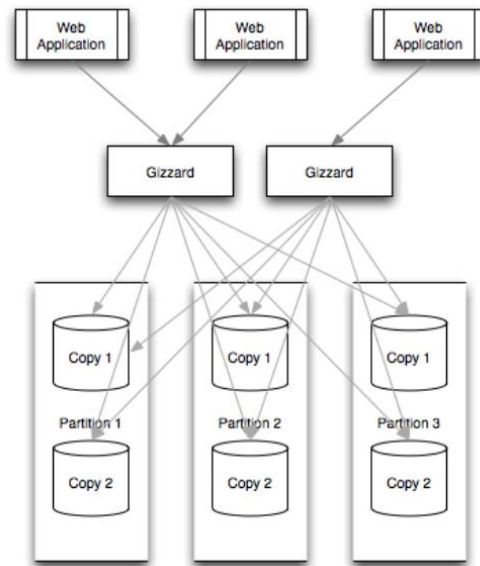 Web
Application
Web
Application
Web
Application
Gizzard
Gizzard
Copy 1
Copy 1
Copy 1
Partition 1
Partition 2
Partition 3
Copy 2
Copy 2
Copy 2